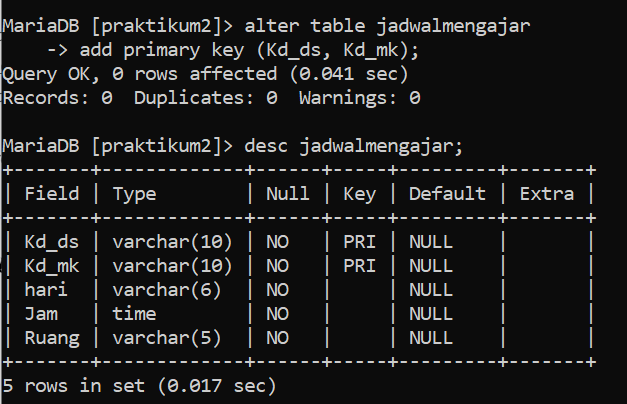 MariaDB [praktikum2]> alter table jadwalmengajar
    -> add primary key (Kd_ds, Kd_mk);
Query OK, 0 rows affected (0.041 sec)
Records: 0  Duplicates: 0  Warnings: 0

MariaDB [praktikum2]> desc jadwalmengajar;
+-------+-------------+------+-----+---------+-------+
| Field | Type        | Null | Key | Default | Extra |
+-------+-------------+------+-----+---------+-------+
| Kd_ds | varchar(10) | NO   | PRI | NULL    |       |
| Kd_mk | varchar(10) | NO   | PRI | NULL    |       |
| hari  | varchar(6)  | NO   |     | NULL    |       |
| Jam   | time        | NO   |     | NULL    |       |
| Ruang | varchar(5)  | NO   |     | NULL    |       |
+-------+-------------+------+-----+---------+-------+
5 rows in set (0.017 sec)